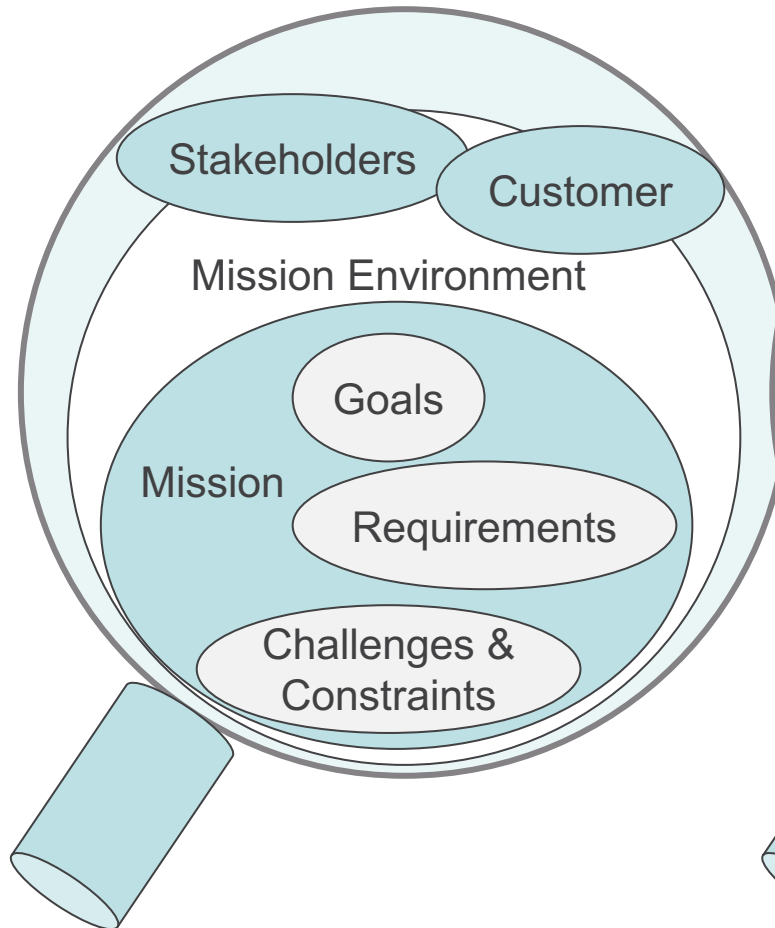 Stakeholders
Customer
Mission Environment
Goals
Mission
Requirements
Challenges &
Constraints